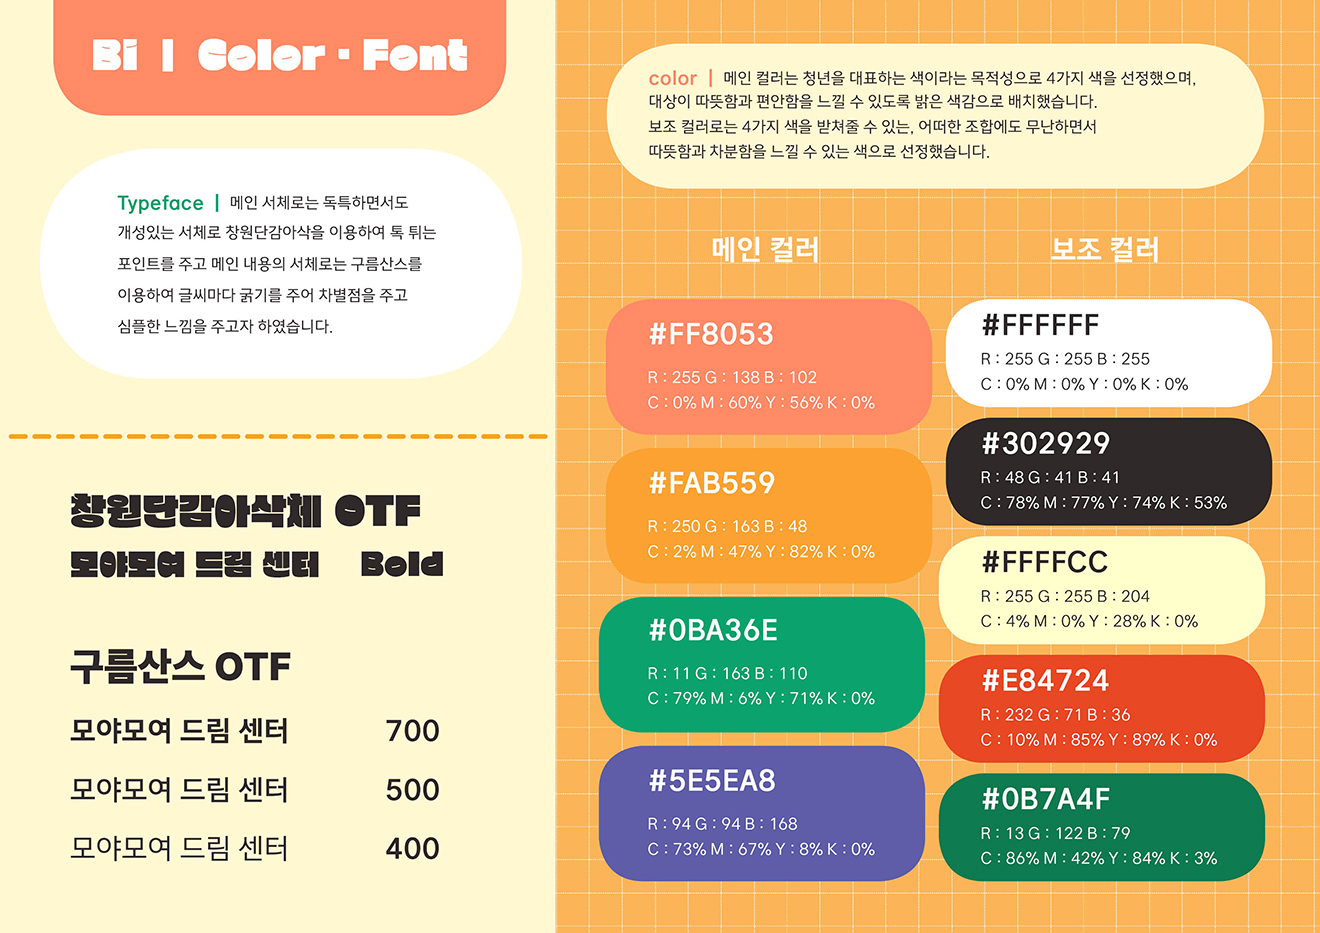 Bi | Color · Font
Typeface | 메인 서체로는 독특하면서도
개성있는 서체로 창원단감아삭을 이용하여 톡 튀는
포인트를 주고 메인 내용의 서체로는 구름산스를
이용하여 글씨마다 굵기를 주어 차별점을 주고
심플한 느낌을 주고자 하였습니다.
창원단감아삭체 OTF
모야모여 드림 센터 Bold
구름산스 OTF
모야모여 드림 센터 700
모야모여 드림 센터 500
모야모여 드림 센터 400
color | 메인 컬러는 청년을 대표하는 색이라는 목적성으로 4가지 색을 선정했으며,
대상이 따뜻함과 편안함을 느낄 수 있도록 밝은 색감으로 배치했습니다.
보조 컬러로는 4가지 색을 받쳐줄 수 있는, 어떠한 조합에도 무난하면서
따뜻함과 차분함을 느낄 수 있는 색으로 선정했습니다.
메인 컬러
#FF8053
R : 255 G : 138 B : 102
C : 0% M : 60% Y : 56% K : 0%
#FAB559
R : 250 G : 163 B : 48
C : 2% M : 47% Y : 82% K : 0%
#0BA36E
R : 11 G : 163 B : 110
C : 79% M : 6% Y : 71% K : 0%
#5E5EA8
R : 94 G : 94 B : 168
C : 73% M : 67% Y : 8% K : 0%
보조 컬러
#FFFFFF
R : 255 G : 255 B : 255
C : 0% M : 0% Y : 0% K : 0%
#302929
R : 48 G : 41 B : 41
C : 78% M : 77% Y : 74% K : 53%
#FFFFCC
R : 255 G : 255 B : 204
C : 4% M : 0% Y : 28% K : 0%
#E84724
R : 232 G : 71 B : 36
C : 10% M : 85% Y : 89% K : 0%
#0B7A4F
R : 13 G : 122 B : 79
C : 86% M : 42% Y : 84% K : 3%